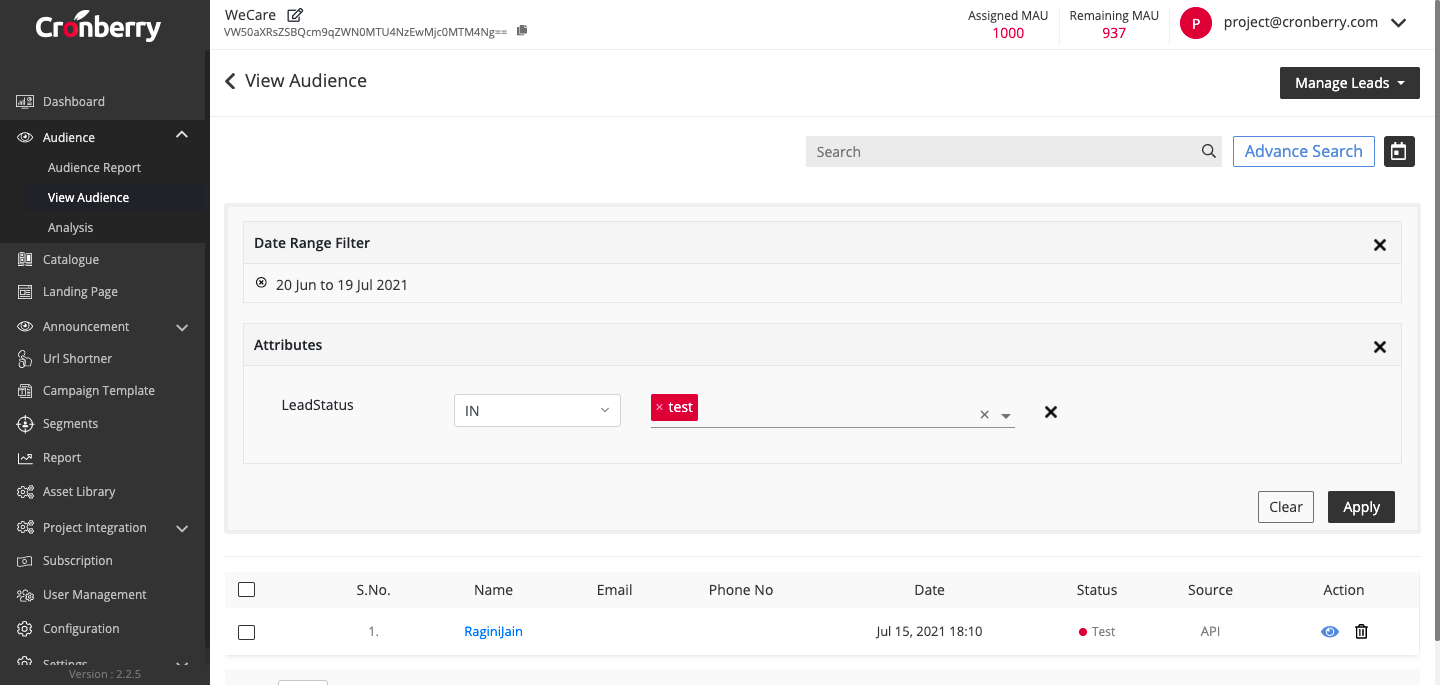 Cronberry
WeCare
VW50aXRsZSBQcm9qZWN0MTU4NzEwMjc0MTM4Ng==
Assigned MAU
1000
Remaining MAU
937
P
project@cronberry.com
View Audience
Manage Leads
Dashboard
Audience
Audience Report
View Audience
Analysis
Catalogue
Landing Page
Announcement
Url Shortner
Campaign Template
Segments
Report
Asset Library
Project Integration
Subscription
User Management
Configuration
Settings
Version : 2.2.5
Search
Advance Search
Date Range Filter
20 Jun to 19 Jul 2021
Attributes
LeadStatus
IN
× test
Clear
Apply
S.No. Name Email Phone No Date Status Source Action
1. RaginiJain Jul 15, 2021 18:10 Test API